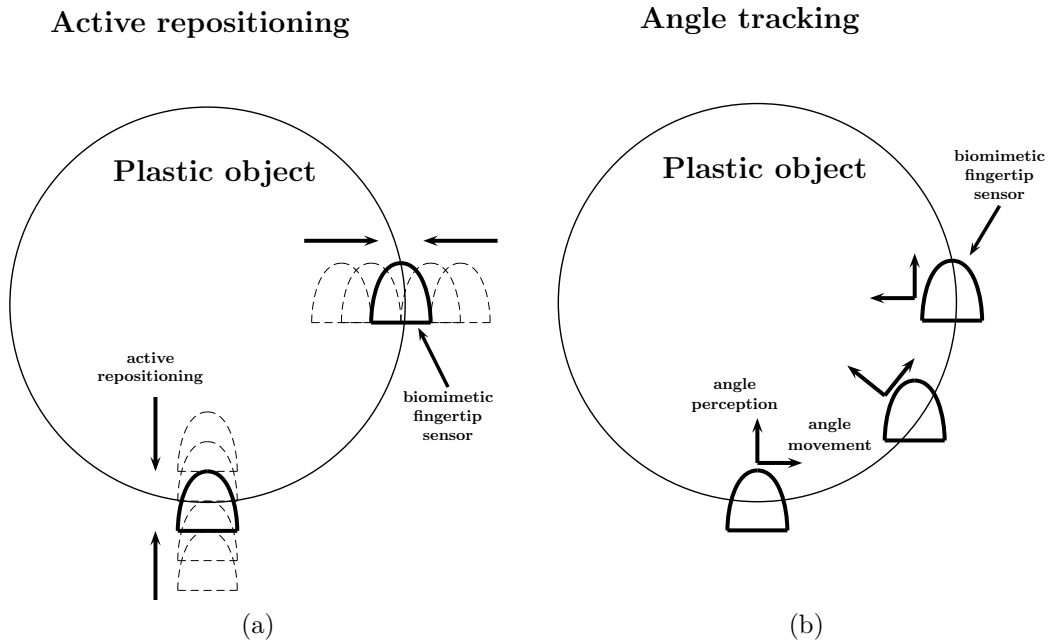 Active repositioning
Plastic object
active
repositioning
biomimetic
fingertip
sensor
(a)
Angle tracking
Plastic object
biomimetic
fingertip
sensor
angle
perception
angle
movement
(b)